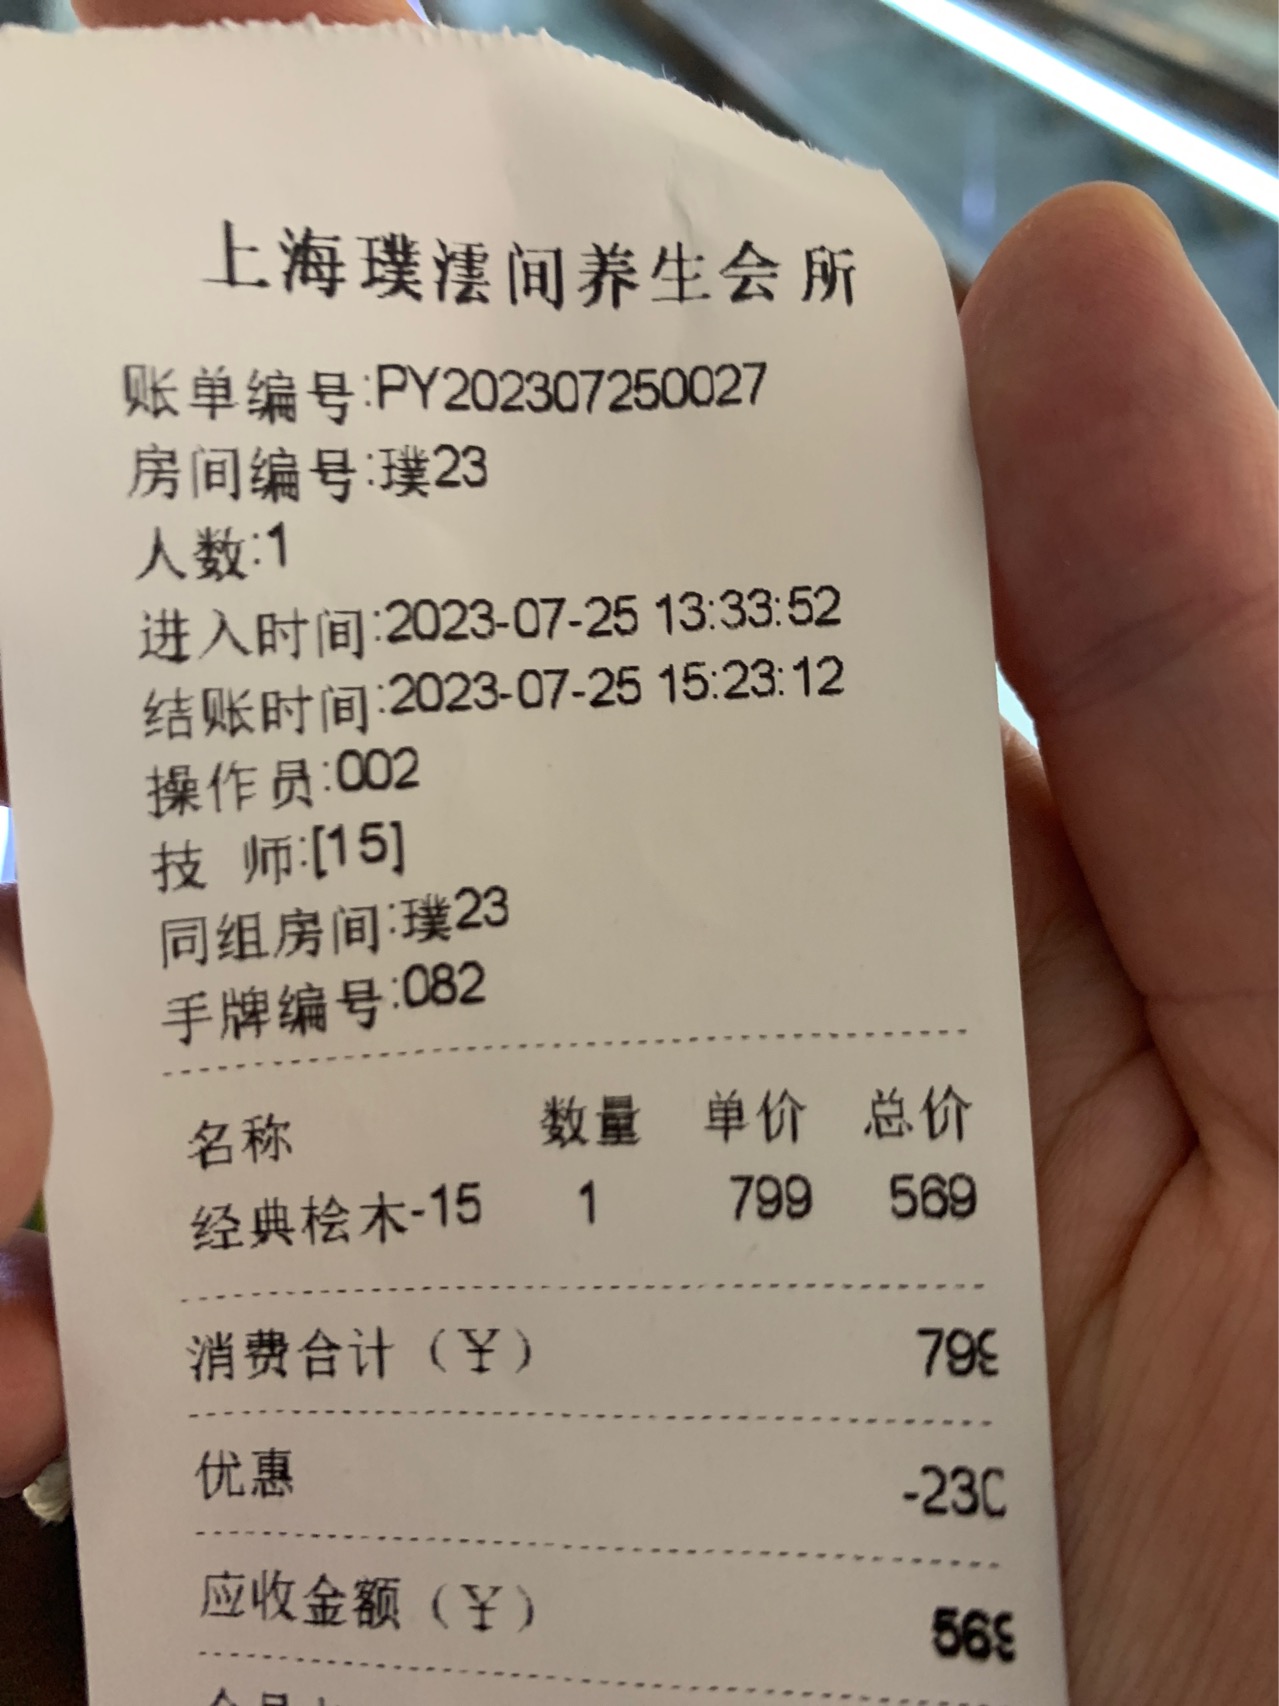 上海璞澐间养生会所
账单编号:PY202307250027
房间编号:璞23
人数:1
进入时间:2023-07-25 13:33:52
结账时间:2023-07-25 15:23:12
操作员:002
技 师:[15]
同组房间:璞23
手牌编号:082
名称 数量 单价 总价
经典桧木-15 1 799 569
消费合计（￥） 799
优惠 -230
应收金额（￥） 569